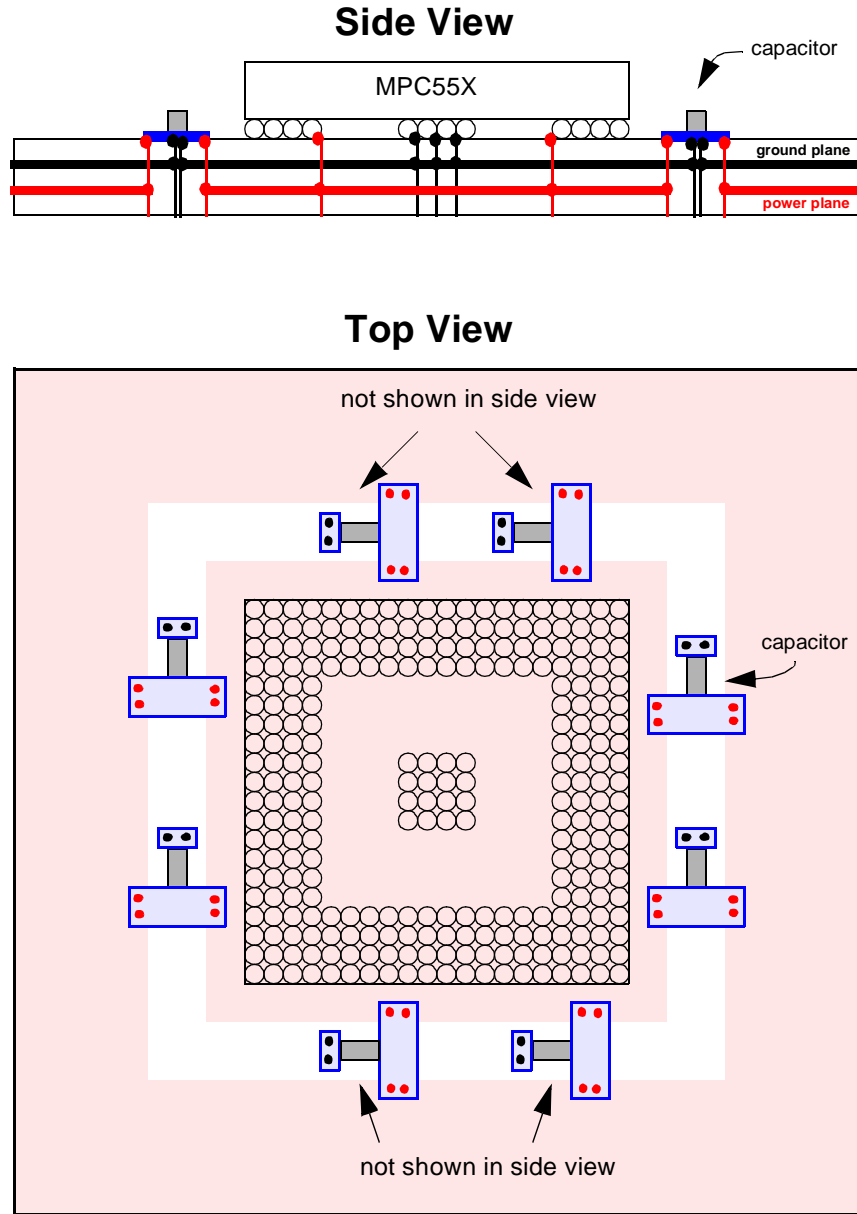 Side View
capacitor
MPC55X
ground plane
power plane
Top View
not shown in side view
capacitor
not shown in side view